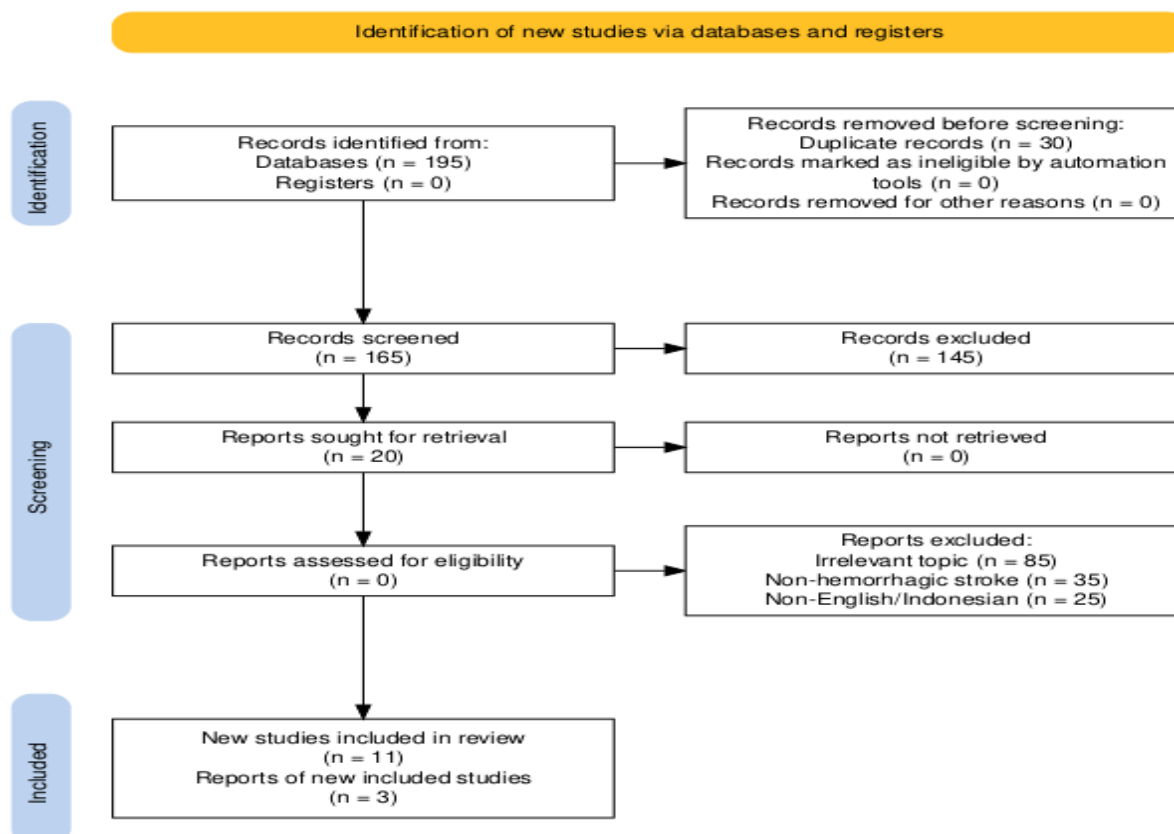 Identification of new studies via databases and registers
Identification
Records identified from:
Databases (n = 195)
Registers (n = 0)
Records removed before screening:
Duplicate records (n = 30)
Records marked as ineligible by automation
tools (n = 0)
Records removed for other reasons (n = 0)
Screening
Records screened
(n = 165)
Records excluded
(n = 145)
Reports sought for retrieval
(n = 20)
Reports not retrieved
(n = 0)
Reports assessed for eligibility
(n = 0)
Reports excluded:
Irrelevant topic (n = 85)
Non-hemorrhagic stroke (n = 35)
Non-English/Indonesian (n = 25)
Included
New studies included in review
(n = 11)
Reports of new included studies
(n = 3)